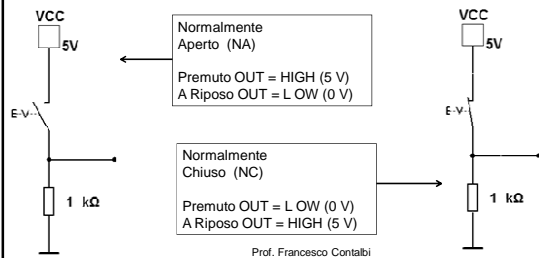 VCC
5V
E-V--
1 kΩ
Normalmente
Aperto (NA)
Premuto OUT = HIGH (5 V)
A Riposo OUT = L OW (0 V)
Normalmente
Chiuso (NC)
Premuto OUT = L OW (0 V)
A Riposo OUT = HIGH (5 V)
Prof. Francesco Contalbi
VCC
5V
E-V--
1 kΩ